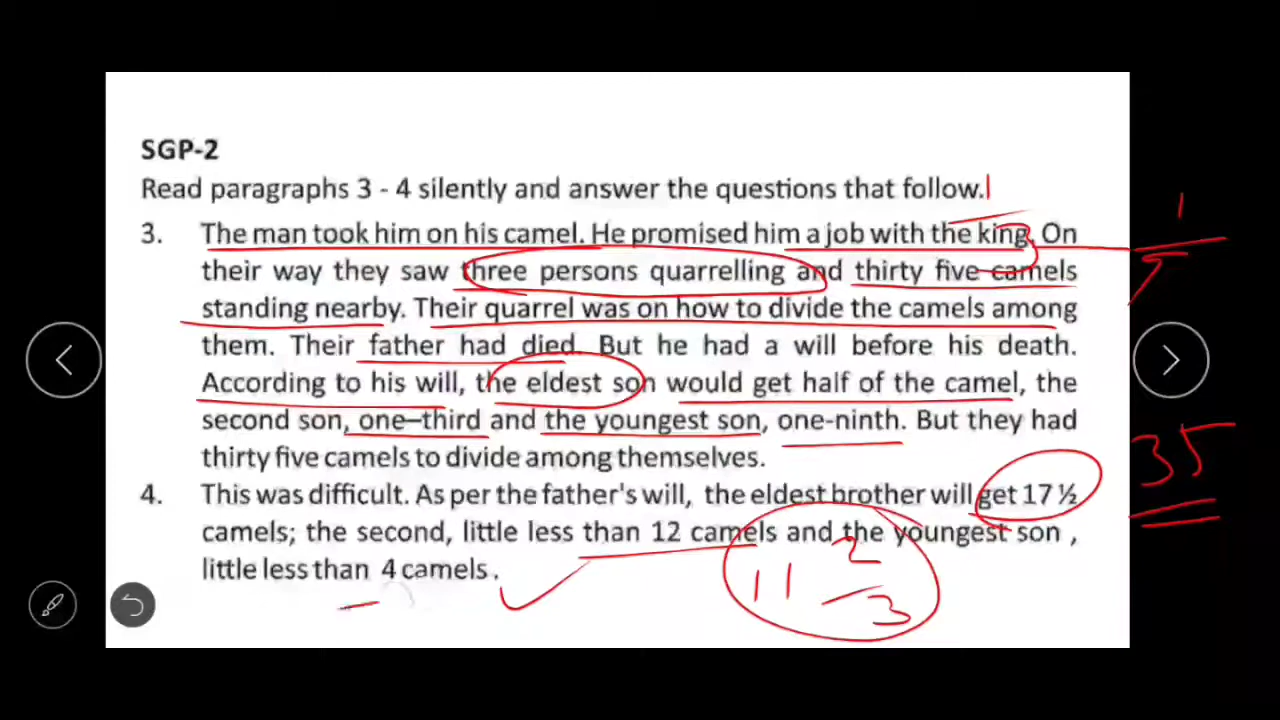 SGP-2
Read paragraphs 3 - 4 silently and answer the questions that follow.
3. The man took him on his camel. He promised him a job with the king. On
their way they saw three persons quarrelling and thirty five camels
standing nearby. Their quarrel was on how to divide the camels among
them. Their father had died. But he had a will before his death.
According to his will, the eldest son would get half of the camel, the
second son, one–third and the youngest son, one-ninth. But they had
thirty five camels to divide among themselves.
35
4. This was difficult. As per the father's will, the eldest brother will get 17 ½
camels; the second, little less than 12 camels and the youngest son ,
little less than 4 camels.
11 2/3